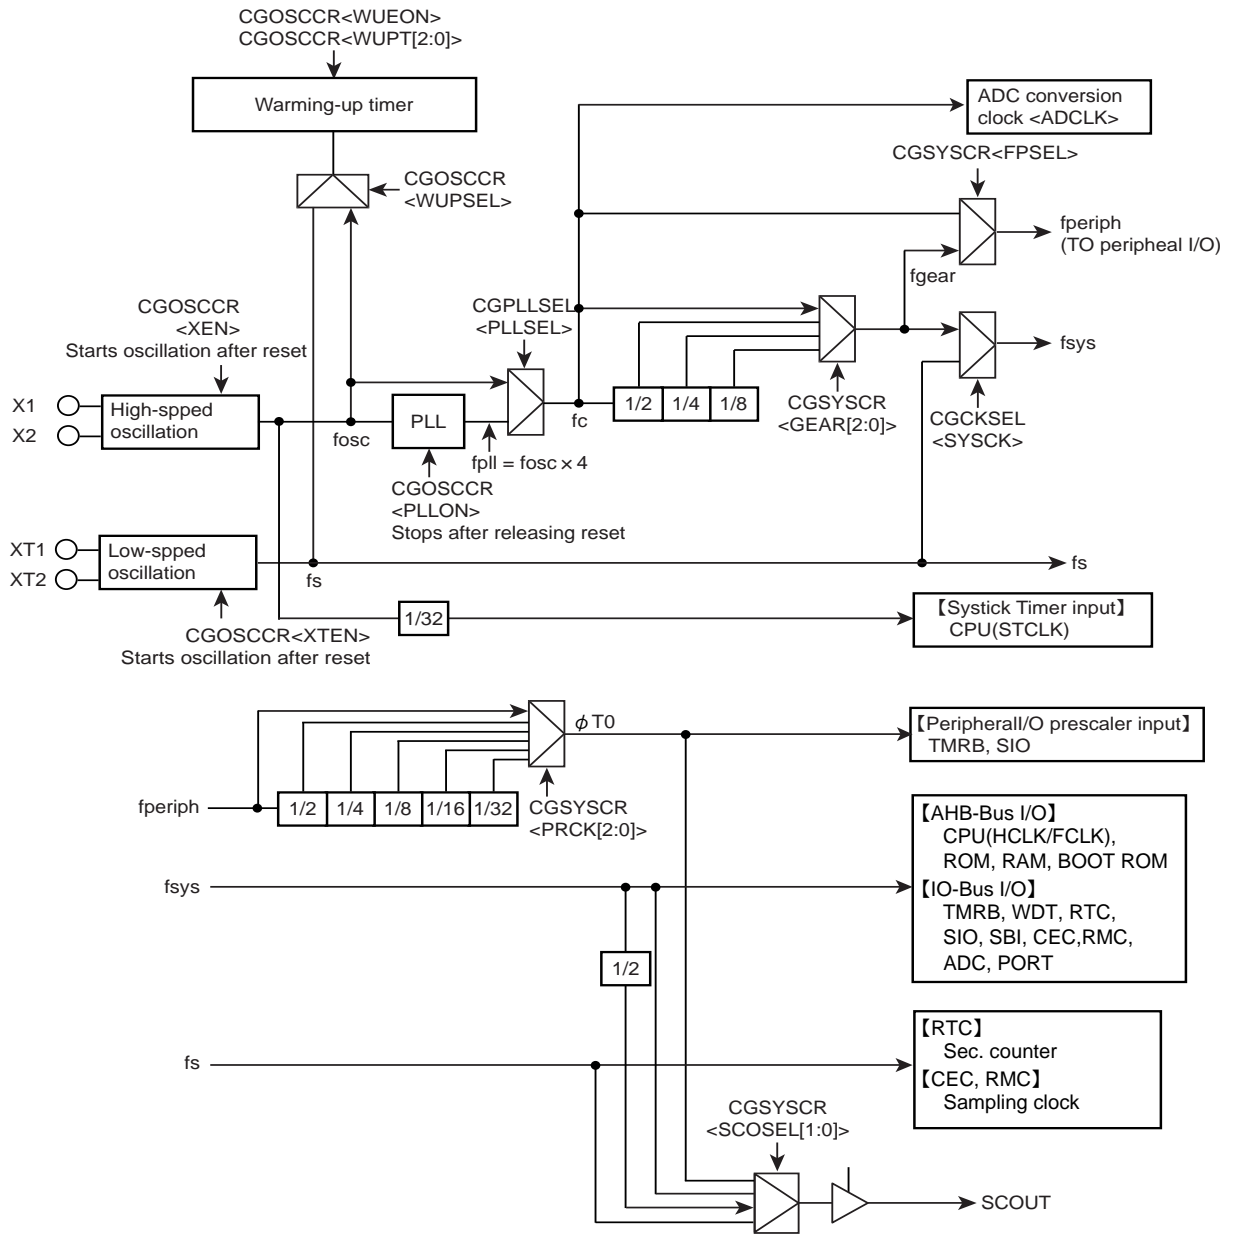 CGOSCCR<WUEON>
CGOSCCR<WUPT[2:0]>
Warming-up timer
ADC conversion
clock <ADCLK>
CGSYSCR<FPSEL>
CGOSCCR
<WUPSEL>
fperiph
(TO peripheal I/O)
fgear
CGOSCCR
<XEN>
Starts oscillation after reset
CGPLLSEL
<PLLSEL>
fsys
X1
X2
High-spped
oscillation
fosc
PLL
fc
1/2
1/4
1/8
CGSYSCR
<GEAR[2:0]>
CGCKSEL
<SYSCK>
fpll = fosc × 4
CGOSCCR
<PLLON>
Stops after releasing reset
XT1
XT2
Low-spped
oscillation
fs
fs
1/32
【Systick Timer input】
CPU(STCLK)
CGOSCCR<XTEN>
Starts oscillation after reset
ϕT0
【Peripherall/O prescaler input】
TMRB, SIO
fperiph
1/2
1/4
1/8
1/16
1/32
CGSYSCR
<PRCK[2:0]>
【AHB-Bus I/O】
CPU(HCLK/FCLK),
ROM, RAM, BOOT ROM
【IO-Bus I/O】
TMRB, WDT, RTC,
SIO, SBI, CEC,RMC,
ADC, PORT
fsys
1/2
【RTC】
Sec. counter
【CEC, RMC】
Sampling clock
fs
CGSYSCR
<SCOSEL[1:0]>
SCOUT